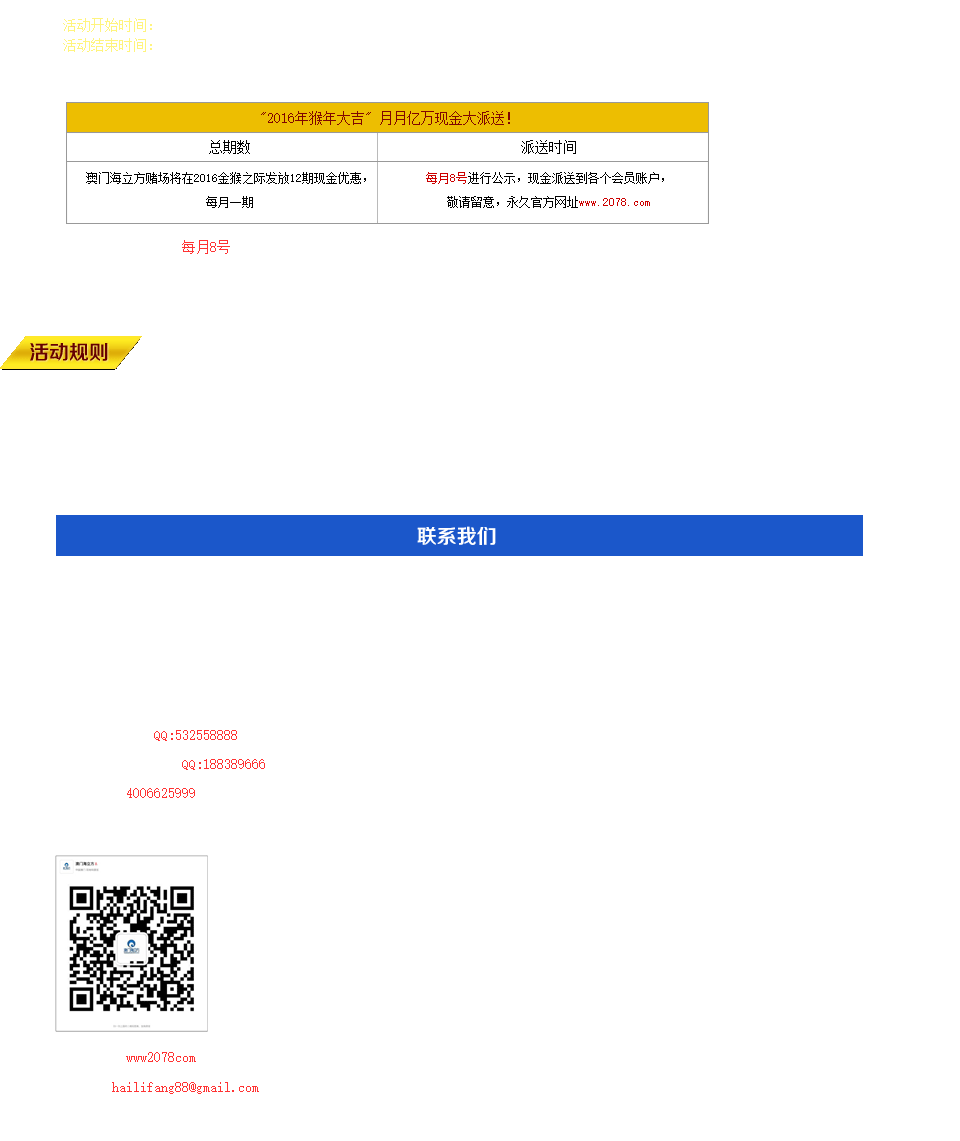 活动开始时间:
活动结束时间:
"2016年猴年大吉" 月月亿万现金大派送!
总期数
派送时间
澳门海立方赌场将在2016金猴之际发放12期现金优惠，
每月一期
每月8号进行公示，现金派送到各个会员账户，
敬请留意，永久官方网址www.2078.com
每月8号
活动规则
联系我们
QQ:532558888
QQ:188389666
4006625999
澳门海立方
www2078com
hailifang88@gmail.com